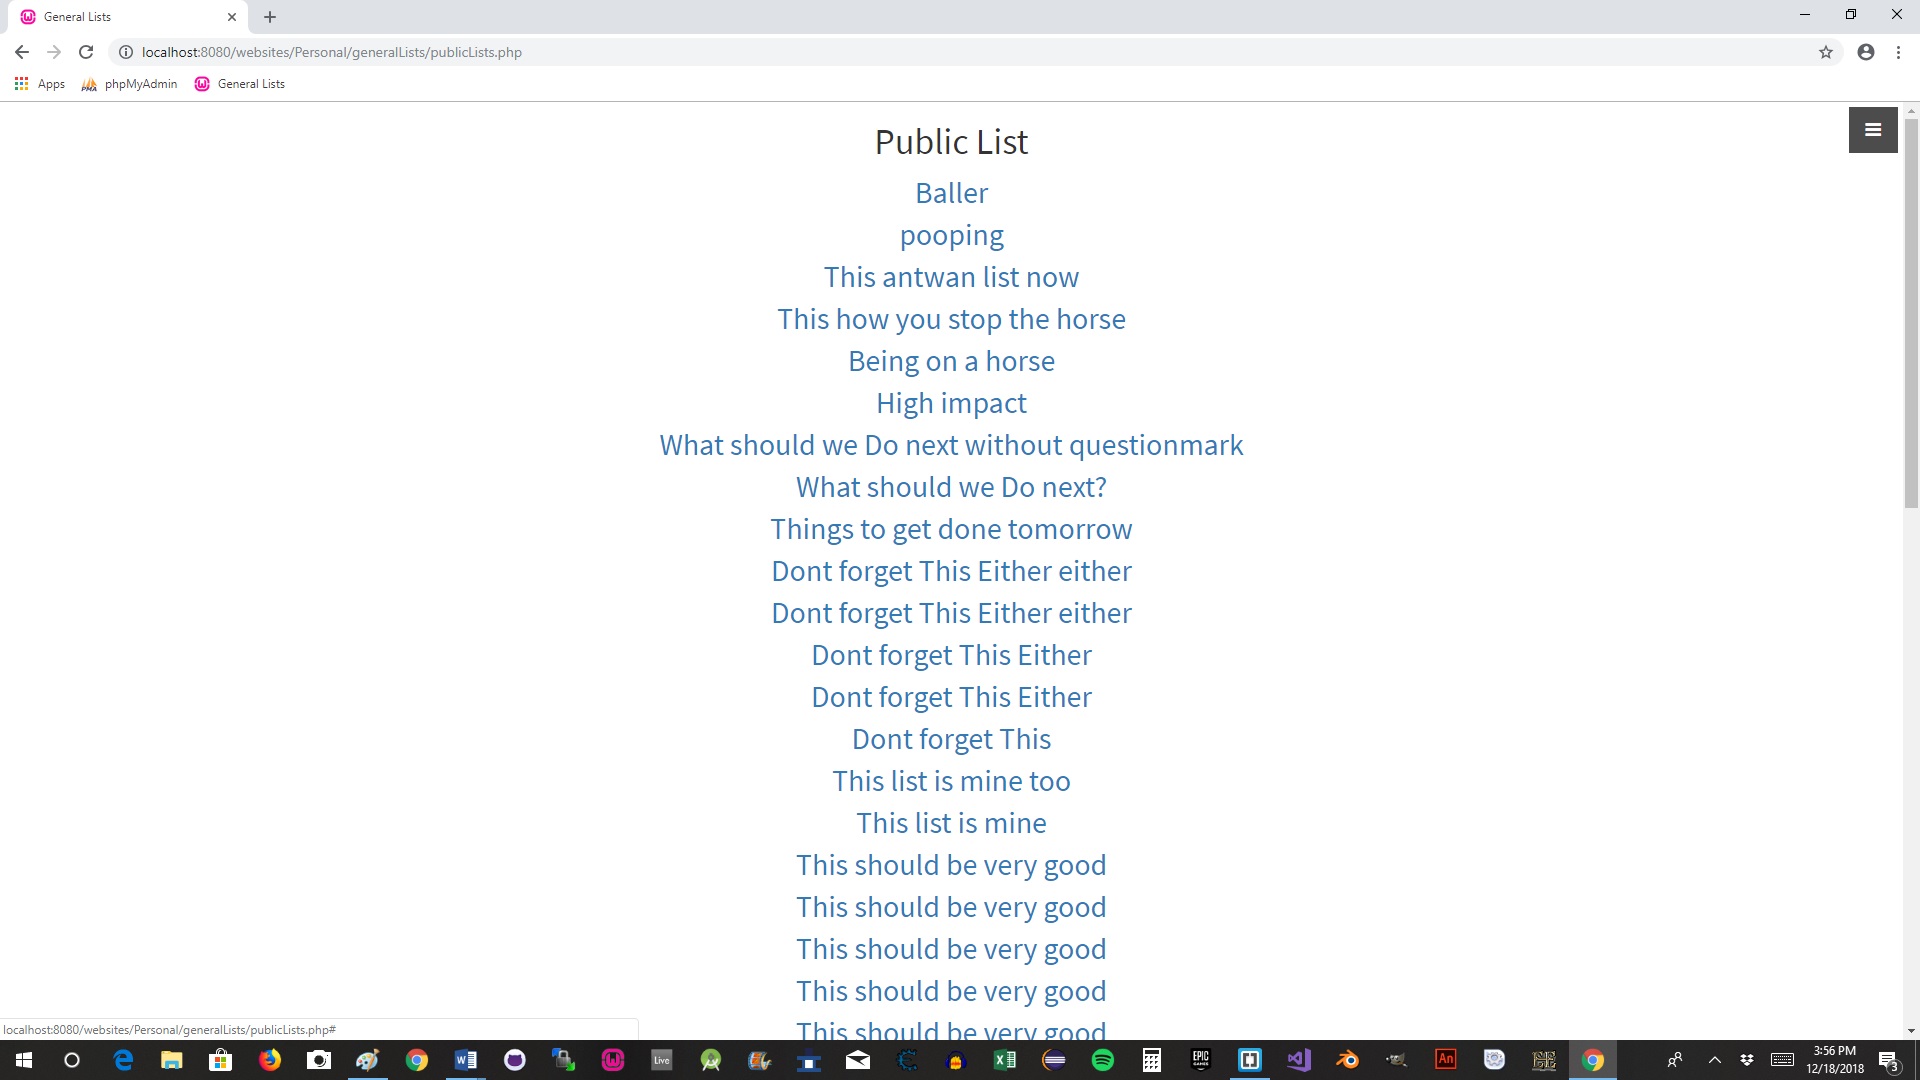 General Lists
localhost:8080/websites/Personal/generalLists/publicLists.php
Apps phpMyAdmin General Lists
Public List
Baller
pooping
This antwan list now
This how you stop the horse
Being on a horse
High impact
What should we Do next without questionmark
What should we Do next?
Things to get done tomorrow
Dont forget This Either either
Dont forget This Either either
Dont forget This Either
Dont forget This Either
Dont forget This
This list is mine too
This list is mine
This should be very good
This should be very good
This should be very good
This should be very good
This should be very good
localhost:8080/websites/Personal/generalLists/publicLists.php#
Live
EPIC GAMES
An
3:56 PM
12/18/2018
3